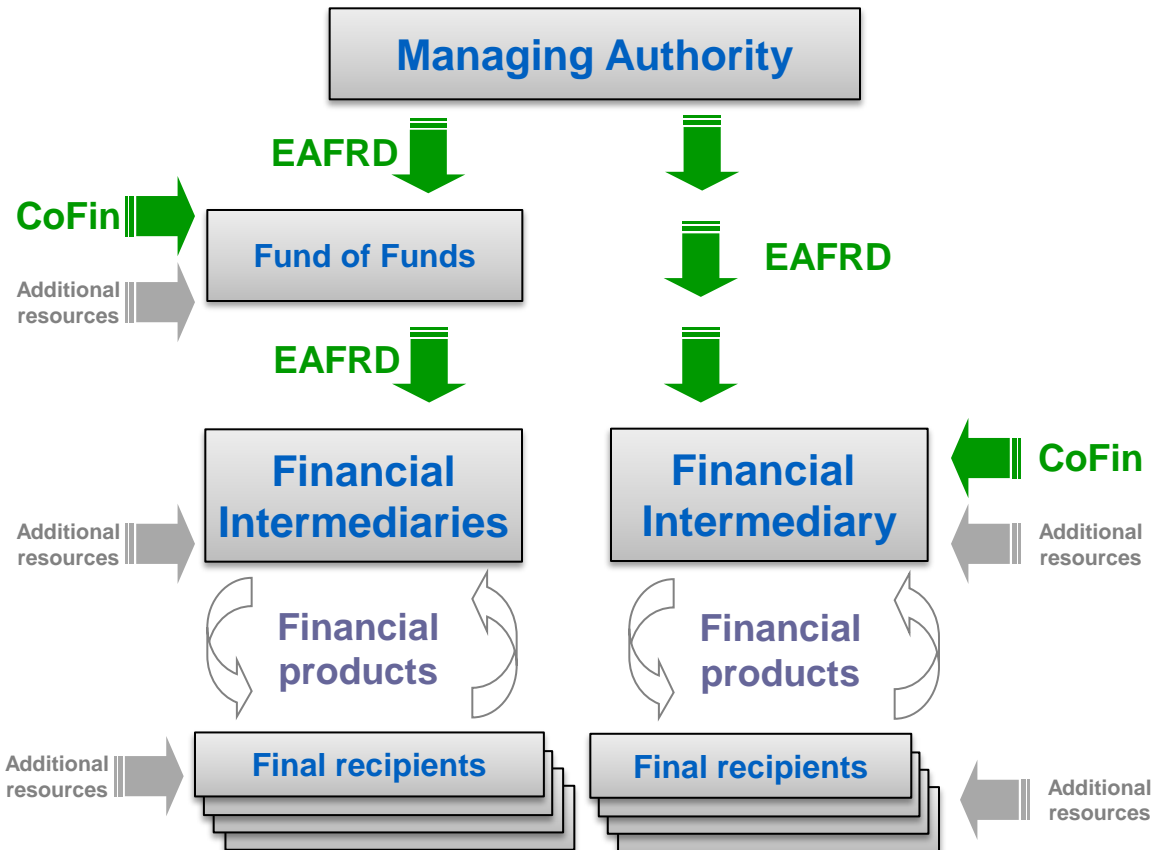 Managing Authority
EAFRD
CoFin
Fund of Funds
EAFRD
Additional
resources
EAFRD
Financial
Intermediaries
Financial
Intermediary
CoFin
Additional
resources
Additional
resources
Financial
products
Financial
products
Final recipients
Final recipients
Additional
resources
Additional
resources